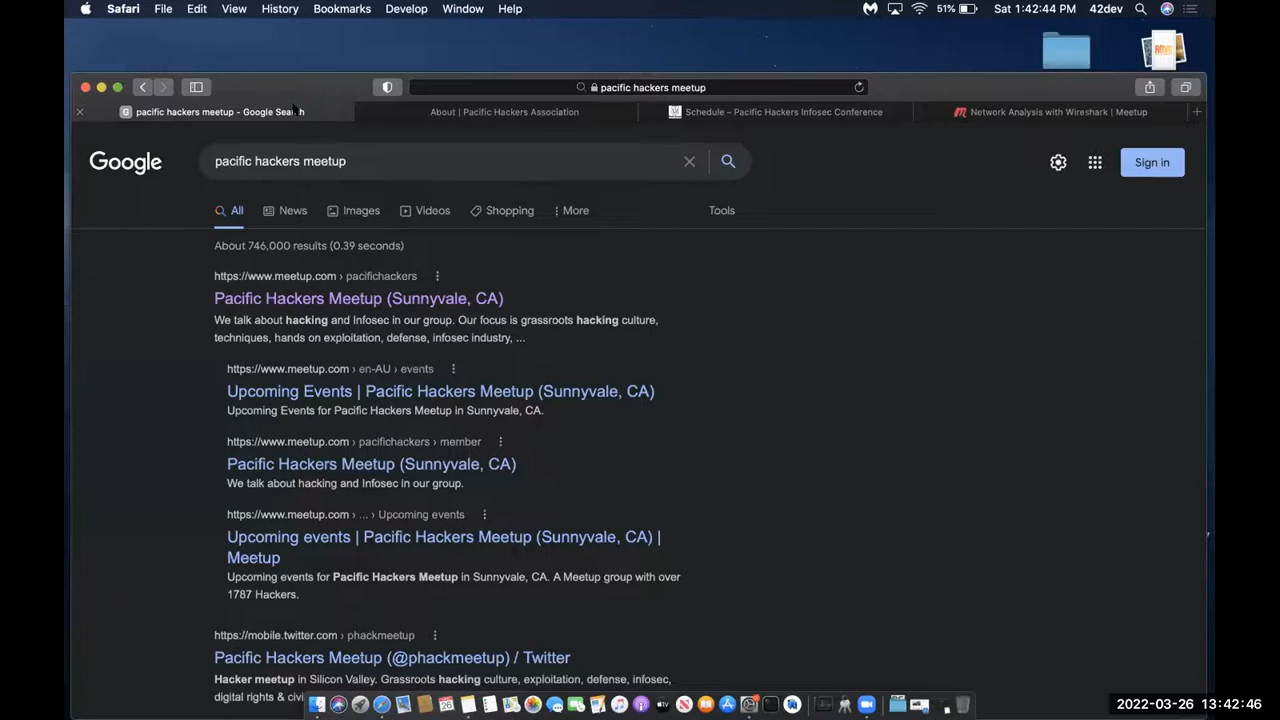 Safari File Edit View History Bookmarks Develop Window Help 51% Sat 1:42:44 PM 42dev
pacific hackers meetup
pacific hackers meetup - Google Search About | Pacific Hackers Association Schedule – Pacific Hackers Infosec Conference Network Analysis with Wireshark | Meetup
Google pacific hackers meetup Sign in
All News Images Videos Shopping More Tools
About 746,000 results (0.39 seconds)
https://www.meetup.com › pacifichackers
Pacific Hackers Meetup (Sunnyvale, CA)
We talk about hacking and Infosec in our group. Our focus is grassroots hacking culture,
techniques, hands on exploitation, defense, infosec industry, ...
https://www.meetup.com › en-AU › events
Upcoming Events | Pacific Hackers Meetup (Sunnyvale, CA)
Upcoming Events for Pacific Hackers Meetup in Sunnyvale, CA.
https://www.meetup.com › pacifichackers › member
Pacific Hackers Meetup (Sunnyvale, CA)
We talk about hacking and Infosec in our group.
https://www.meetup.com › ... › Upcoming events
Upcoming events | Pacific Hackers Meetup (Sunnyvale, CA) |
Meetup
Upcoming events for Pacific Hackers Meetup in Sunnyvale, CA. A Meetup group with over
1787 Hackers.
https://mobile.twitter.com › phackmeetup
Pacific Hackers Meetup (@phackmeetup) / Twitter
Hacker meetup in Silicon Valley. Grassroots hacking culture, exploitation, defense, infosec,
digital rights & civi
2022-03-26 13:42:46